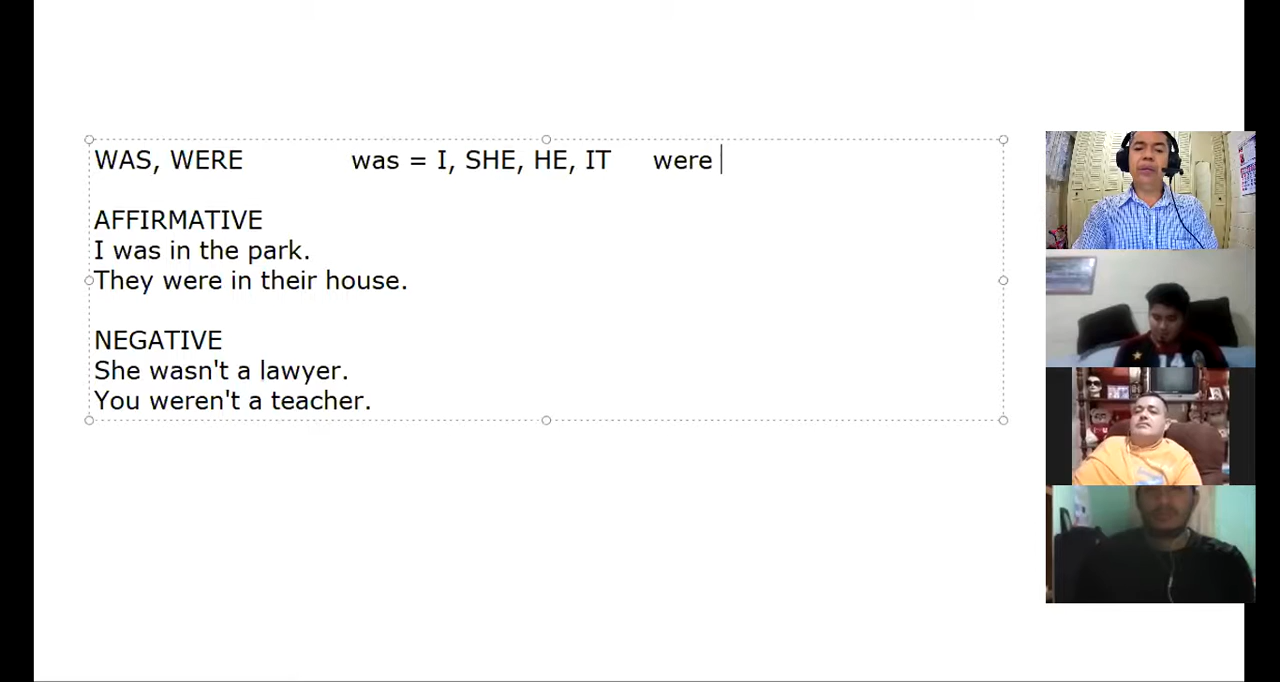 WAS, WERE was = I, SHE, HE, IT were
AFFIRMATIVE
I was in the park.
They were in their house.
NEGATIVE
She wasn't a lawyer.
You weren't a teacher.